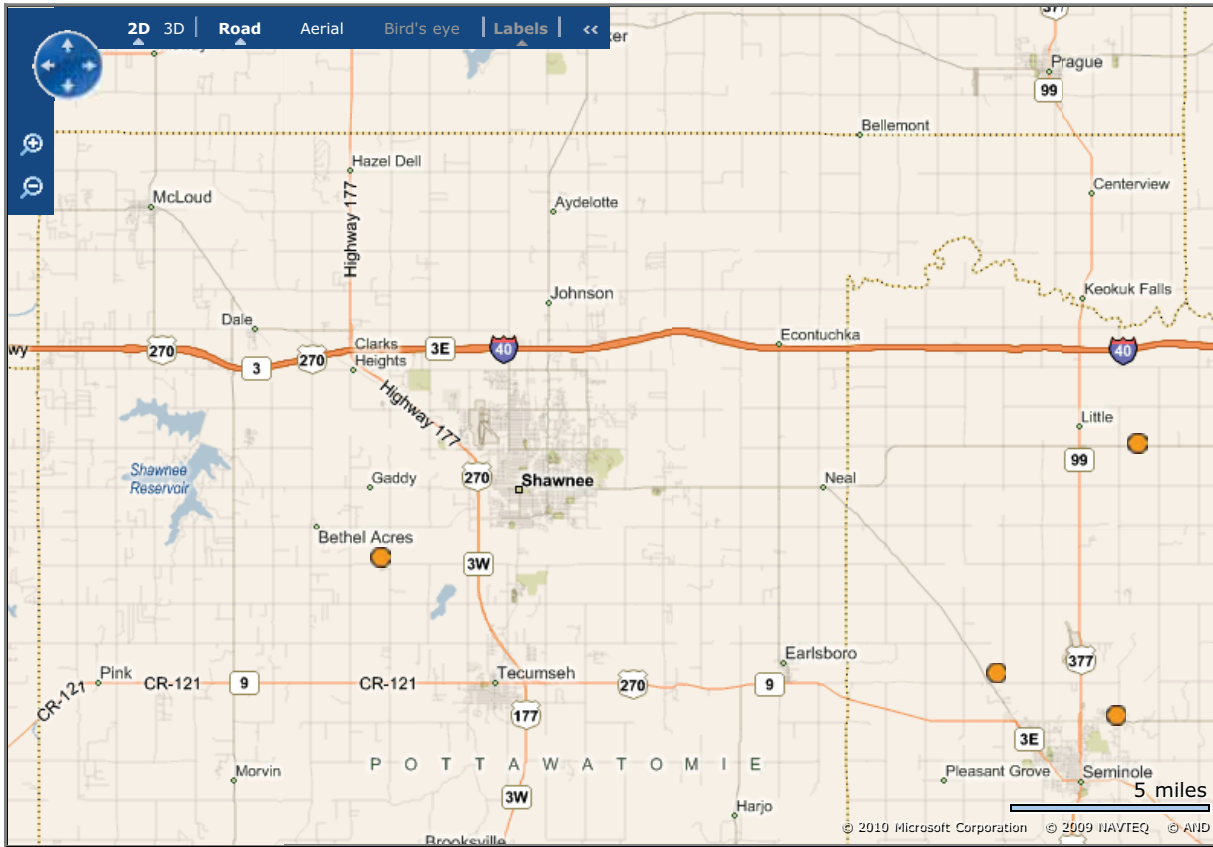 2D 3D Road Aerial Bird's eye Labels <<
377
Prague
99
Bellemont
Hazel Dell
Centerview
McLoud
Highway 177
Aydelotte
Keokuk Falls
Johnson
Dale
Econtuchka
wy
270
270
Clarks
Heights
3E
40
40
3
Highway 177
Little
99
Shawnee
Reservoir
Gaddy
270
Shawnee
Neal
Bethel Acres
3W
Earlsboro
377
Pink
CR-121
9
CR-121
Tecumseh
270
9
CR-121
177
3E
POTTAWATOMIE
Morvin
Pleasant Grove
Seminole
5 miles
3W
Harjo
© 2010 Microsoft Corporation © 2009 NAVTEQ © AND
Brooksville